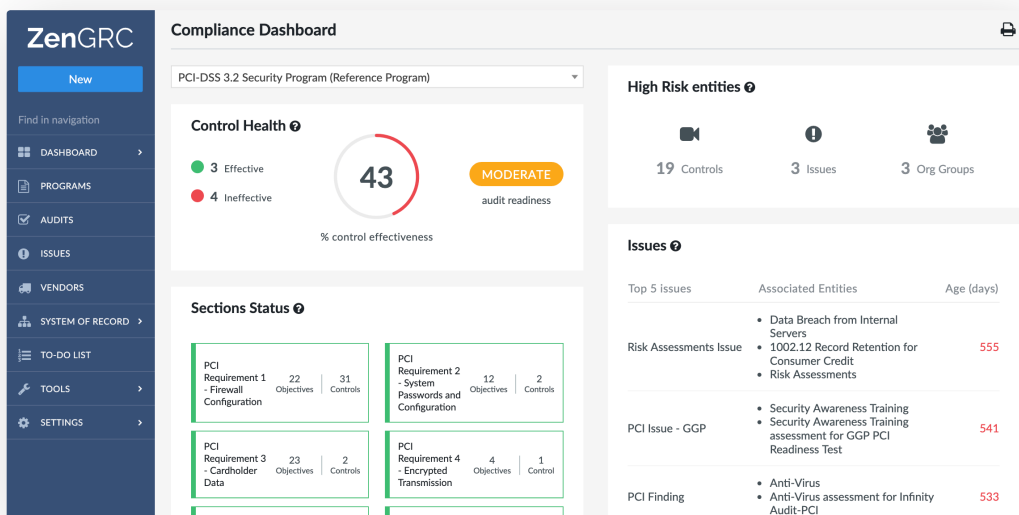 ZenGRC
New
Find in navigation
DASHBOARD
PROGRAMS
AUDITS
ISSUES
VENDORS
SYSTEM OF RECORD
TO-DO LIST
TOOLS
SETTINGS
Compliance Dashboard
PCI-DSS 3.2 Security Program (Reference Program)
Control Health
3 Effective
4 Ineffective
43
% control effectiveness
MODERATE
audit readiness
Sections Status
PCI
Requirement 1
- Firewall
Configuration
22 Objectives
31 Controls
PCI
Requirement 2
- System
Passwords and
Configuration
12 Objectives
2 Controls
PCI
Requirement 3
- Cardholder
Data
23 Objectives
2 Controls
PCI
Requirement 4
- Encrypted
Transmission
4 Objectives
1 Control
High Risk entities
19 Controls
3 Issues
3 Org Groups
Issues
Top 5 issues Associated Entities Age (days)
Risk Assessments Issue
• Data Breach from Internal
Servers
• 1002.12 Record Retention for
Consumer Credit
• Risk Assessments
555
PCI Issue - GGP
• Security Awareness Training
• Security Awareness Training
assessment for GGP PCI
Readiness Test
541
PCI Finding
• Anti-Virus
• Anti-Virus assessment for Infinity
Audit-PCI
533